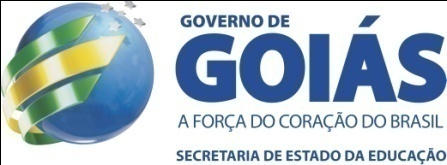 GOVERNO DE
GOIÁS
A FORÇA DO CORAÇÃO DO BRASIL
SECRETARIA DE ESTADO DA EDUCAÇÃO